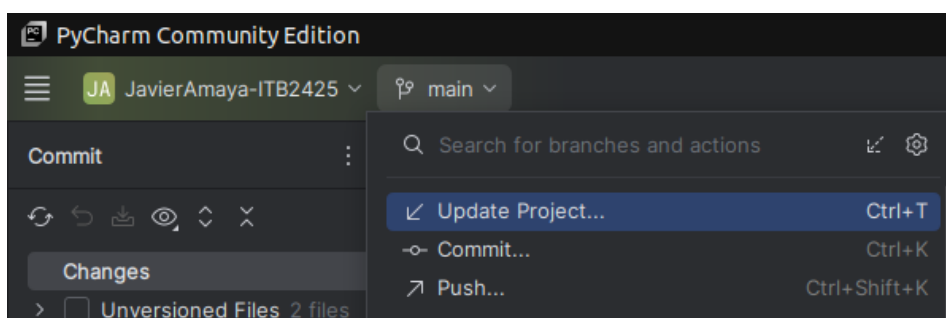 PC PyCharm Community Edition
JA JavierAmaya-ITB2425 main
Commit
Search for branches and actions
Update Project... Ctrl+T
Commit... Ctrl+K
Push... Ctrl+Shift+K
Changes
Unversioned Files 2 files